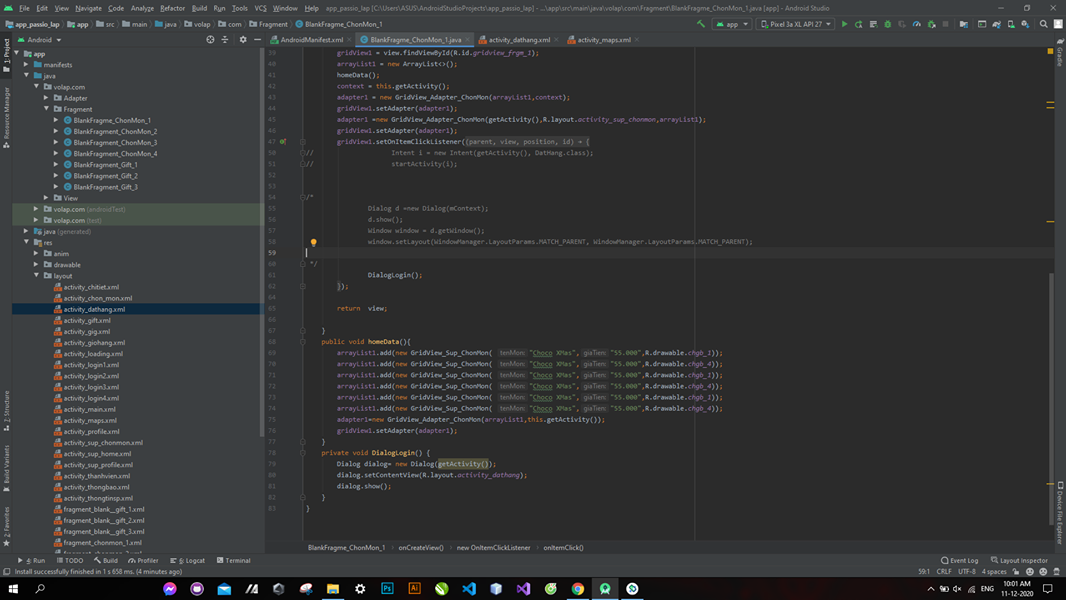 File Edit View Navigate Code Analyze Refactor Build Run Tools VCS Window Help app_passio_lap [C:\Users\ASUS\AndroidStudioProjects\app_passio_lap] - ...\app\src\main\java\volap\com\Fragment\BlankFragme_ChonMon_1.java [app] - Android Studio
app_passio_lap app src main java volap com Fragment BlankFragme_ChonMon_1 app Pixel 3a XL API 27
Android AndroidManifest.xml BlankFragme_ChonMon_1.java activity_dathang.xml activity_maps.xml
1: Project
Resource Manager
Z: Structure
Build Variants
2: Favorites
app
manifests
java
volap.com
Adapter
Fragment
BlankFragme_ChonMon_1
BlankFragment_ChonMon_2
BlankFragment_ChonMon_3
BlankFragment_ChonMon_4
BlankFragment_Gift_1
BlankFragment_Gift_2
BlankFragment_Gift_3
View
volap.com (androidTest)
volap.com (test)
java (generated)
res
anim
drawable
layout
activity_chitiet.xml
activity_chon_mon.xml
activity_dathang.xml
activity_gift.xml
activity_gig.xml
activity_giohang.xml
activity_loading.xml
activity_login1.xml
activity_login2.xml
activity_login3.xml
activity_login4.xml
activity_main.xml
activity_maps.xml
activity_profile.xml
activity_sup_chonmon.xml
activity_sup_home.xml
activity_sup_profile.xml
activity_thanhvien.xml
activity_thongbao.xml
activity_thongtinsp.xml
fragment_blank__gift_1.xml
fragment_blank__gift_2.xml
fragment_blank__gift_3.xml
fragment_chonmon_1.xml
39 gridView1 = view.findViewById(R.id.gridview_frgm_1);
40 arrayList1 = new ArrayList<>();
41 homeData();
42 context = this.getActivity();
43 adapter1 = new GridView_Adapter_ChonMon(arrayList1,context);
44 gridView1.setAdapter(adapter1);
45 adapter1 =new GridView_Adapter_ChonMon(getActivity(),R.layout.activity_sup_chonmon,arrayList1);
46 gridView1.setAdapter(adapter1);
47 gridView1.setOnItemClickListener((parent, view, position, id) → {
50 // Intent i = new Intent(getActivity(), DatHang.class);
51 // startActivity(i);
52
53
54 /*
55 Dialog d =new Dialog(mContext);
56 d.show();
57 Window window = d.getWindow();
58 window.setLayout(WindowManager.LayoutParams.MATCH_PARENT, WindowManager.LayoutParams.MATCH_PARENT);
59
60 */
61 DialogLogin();
62 });
64
65 return view;
66
67 }
68 public void homeData(){
69 arrayList1.add(new GridView_Sup_ChonMon( tenMon: "Choco XMas", giaTien: "55.000",R.drawable.chgb_1));
70 arrayList1.add(new GridView_Sup_ChonMon( tenMon: "Choco XMas", giaTien: "55.000",R.drawable.chgb_4));
71 arrayList1.add(new GridView_Sup_ChonMon( tenMon: "Choco XMas", giaTien: "55.000",R.drawable.chgb_1));
72 arrayList1.add(new GridView_Sup_ChonMon( tenMon: "Choco XMas", giaTien: "55.000",R.drawable.chgb_4));
73 arrayList1.add(new GridView_Sup_ChonMon( tenMon: "Choco XMas", giaTien: "55.000",R.drawable.chgb_1));
74 arrayList1.add(new GridView_Sup_ChonMon( tenMon: "Choco XMas", giaTien: "55.000",R.drawable.chgb_4));
75 adapter1=new GridView_Adapter_ChonMon(arrayList1,this.getActivity());
76 gridView1.setAdapter(adapter1);
77 }
78 private void DialogLogin() {
79 Dialog dialog= new Dialog(getActivity());
80 dialog.setContentView(R.layout.activity_dathang);
81 dialog.show();
82 }
83 }
Gradle
Device File Explorer
BlankFragme_ChonMon_1 onCreateView() new OnItemClickListener onItemClick()
4: Run TODO Build Profiler 6: Logcat Terminal Event Log Layout Inspector
Install successfully finished in 1 s 658 ms. (4 minutes ago) 59:1 CRLF UTF-8 4 spaces
Ps Ai ENG 10:01 AM
11-12-2020